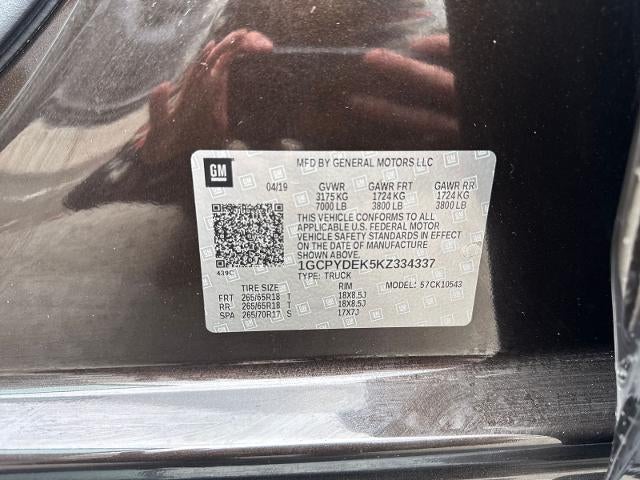 GM
MFD BY GENERAL MOTORS LLC
04/19 GVWR GAWR FRT GAWR RR
3175 KG 1724 KG 1724 KG
7000 LB 3800 LB 3800 LB
THIS VEHICLE CONFORMS TO ALL
APPLICABLE U.S. FEDERAL MOTOR
VEHICLE SAFETY STANDARDS IN EFFECT
ON THE DATE OF MANUFACTURE
SHOWN ABOVE.
1GCPYDEK5KZ334337
439C TYPE: TRUCK
TIRE SIZE RIM MODEL: 57CK10543
FRT 265/65R18 T 18X8.5J
RR 265/65R18 T 18X8.5J
SPA 265/70R17 S 17X7J